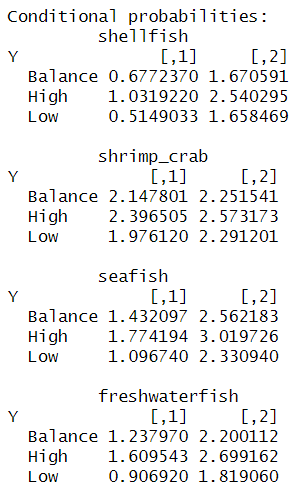 Conditional probabilities:
shellfish
Y [,1] [,2]
Balance 0.6772370 1.670591
High 1.0319220 2.540295
Low 0.5149033 1.658469
shrimp_crab
Y [,1] [,2]
Balance 2.147801 2.251541
High 2.396505 2.573173
Low 1.976120 2.291201
seafish
Y [,1] [,2]
Balance 1.432097 2.562183
High 1.774194 3.019726
Low 1.096740 2.330940
freshwaterfish
Y [,1] [,2]
Balance 1.237970 2.200112
High 1.609543 2.699162
Low 0.906920 1.819060